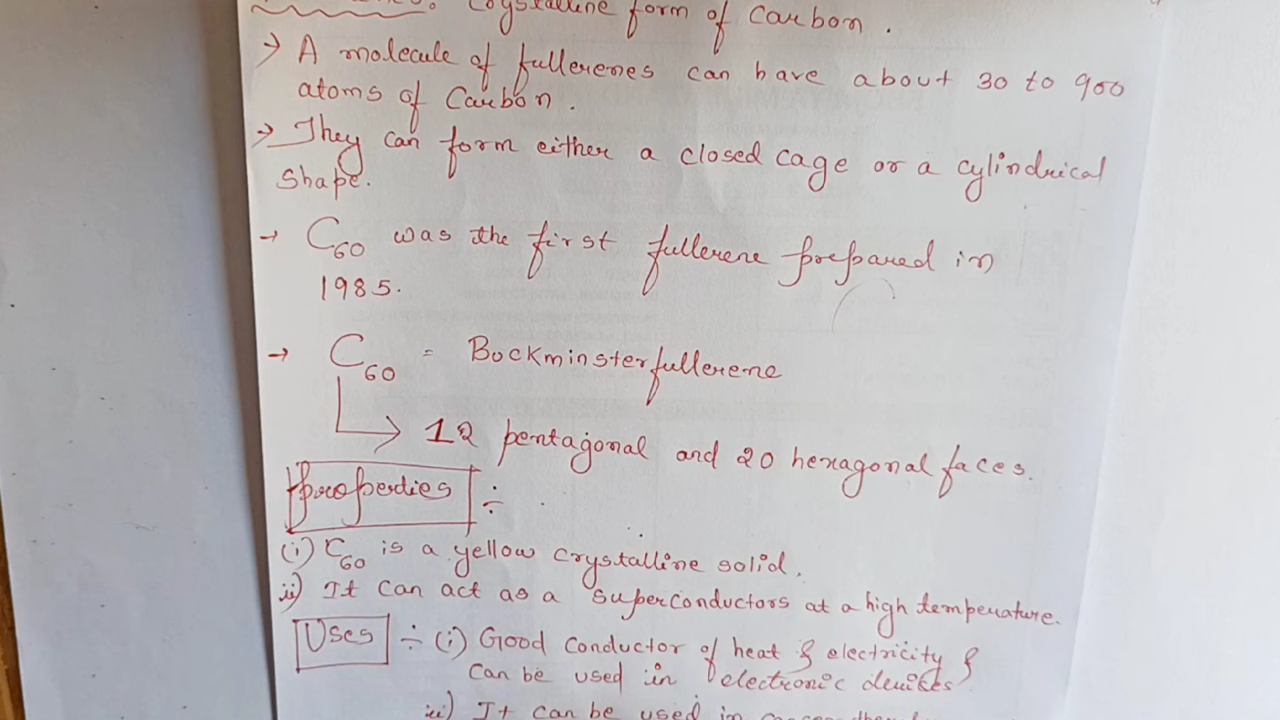 Crystalline form of Carbon.
→ A molecule of fullerenes can have about 30 to 900
atoms of Carbon.
→ They can form either a closed cage or a cylindrical
shape.
→ C60 was the first fullerene prepared in
1985.
→ C60 = Buckminsterfullerene
12 pentagonal and 20 hexagonal faces.
Properties ÷
(i) C60 is a yellow crystalline solid.
ii) It can act as a superconductors at a high temperature.
Uses ÷ (i) Good conductor of heat & electricity &
can be used in electronic devices
ii) It can be used in cancer